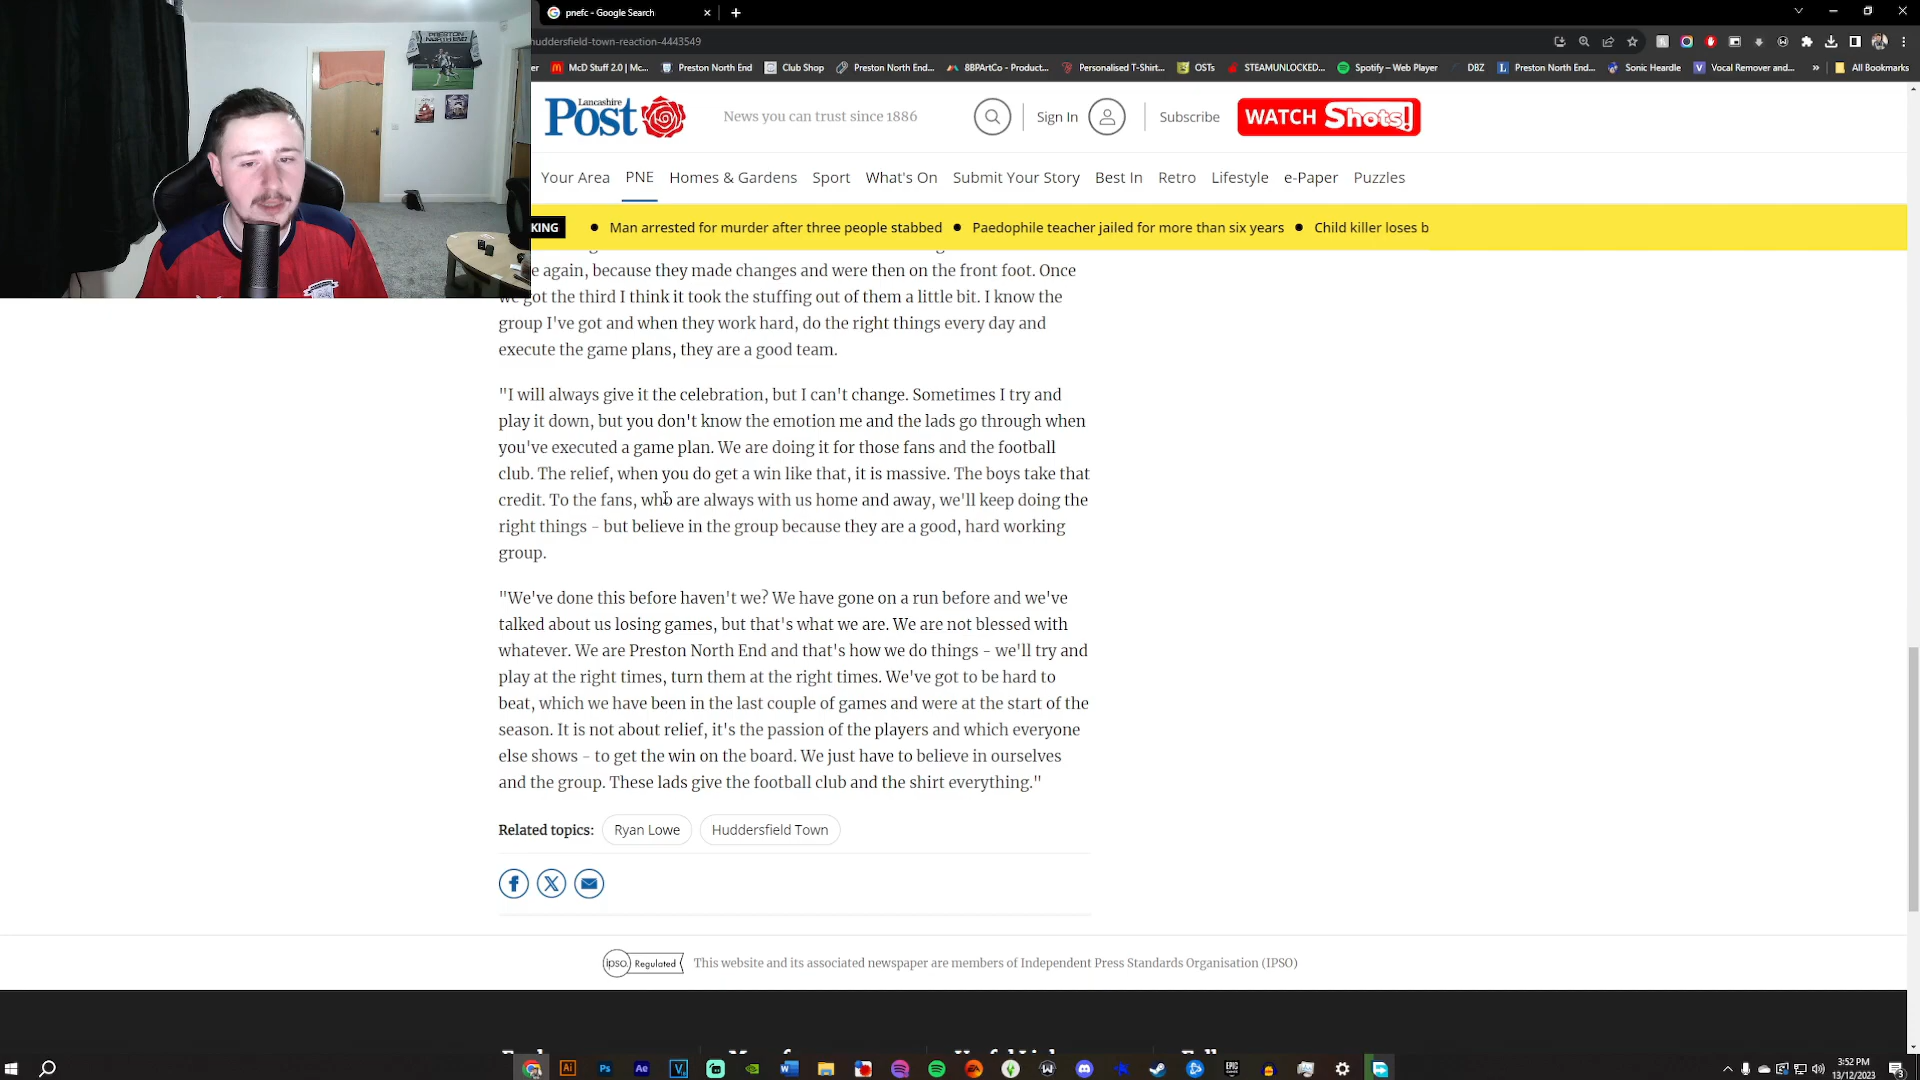 pnefc - Google Search
huddersfield-town-reaction-4443549
er McD Stuff 2.0 | Mc... Preston North End Club Shop Preston North End... 8BPArtCo - Product... Personalised T-Shirt... OSTs STEAMUNLOCKED... Spotify – Web Player DBZ Preston North End... Sonic Heardle Vocal Remover and... » All Bookmarks
PRESTON
NORTH END
Lancashire
Post
News you can trust since 1886
Sign In
Subscribe
WATCH Shots!
Your Area PNE Homes & Gardens Sport What's On Submit Your Story Best In Retro Lifestyle e-Paper Puzzles
KING • Man arrested for murder after three people stabbed • Paedophile teacher jailed for more than six years • Child killer loses b
e again, because they made changes and were then on the front foot. Once
we got the third I think it took the stuffing out of them a little bit. I know the
group I've got and when they work hard, do the right things every day and
execute the game plans, they are a good team.
"I will always give it the celebration, but I can't change. Sometimes I try and
play it down, but you don't know the emotion me and the lads go through when
you've executed a game plan. We are doing it for those fans and the football
club. The relief, when you do get a win like that, it is massive. The boys take that
credit. To the fans, who are always with us home and away, we'll keep doing the
right things - but believe in the group because they are a good, hard working
group.
"We've done this before haven't we? We have gone on a run before and we've
talked about us losing games, but that's what we are. We are not blessed with
whatever. We are Preston North End and that's how we do things - we'll try and
play at the right times, turn them at the right times. We've got to be hard to
beat, which we have been in the last couple of games and were at the start of the
season. It is not about relief, it's the passion of the players and which everyone
else shows - to get the win on the board. We just have to believe in ourselves
and the group. These lads give the football club and the shirt everything."
Related topics: Ryan Lowe Huddersfield Town
ipso. Regulated This website and its associated newspaper are members of Independent Press Standards Organisation (IPSO)
3:52 PM
13/12/2023